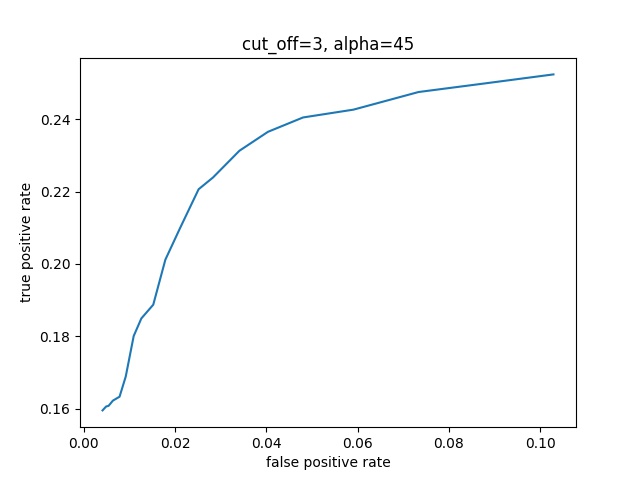 cut_off=3, alpha=45
true positive rate
0.24
0.22
0.20
0.18
0.16
0.00 0.02 0.04 0.06 0.08 0.10
false positive rate